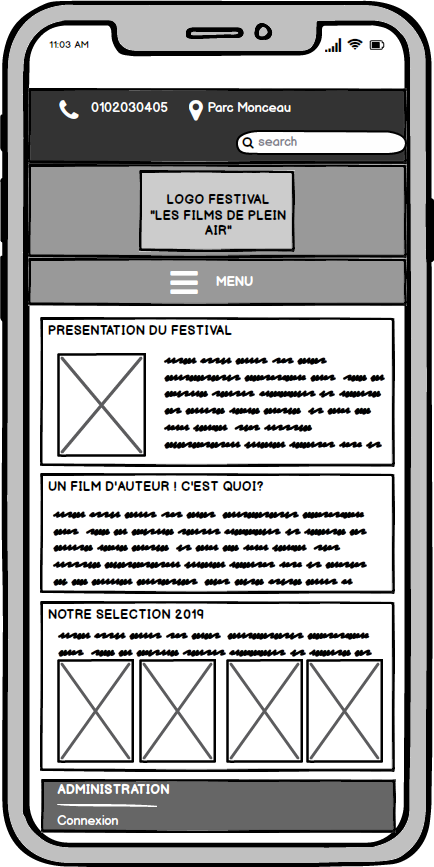 11:03 AM
0102030405 Parc Monceau
search
LOGO FESTIVAL
"LES FILMS DE PLEIN
AIR"
MENU
PRESENTATION DU FESTIVAL
UN FILM D'AUTEUR ! C'EST QUOI?
NOTRE SELECTION 2019
ADMINISTRATION
Connexion